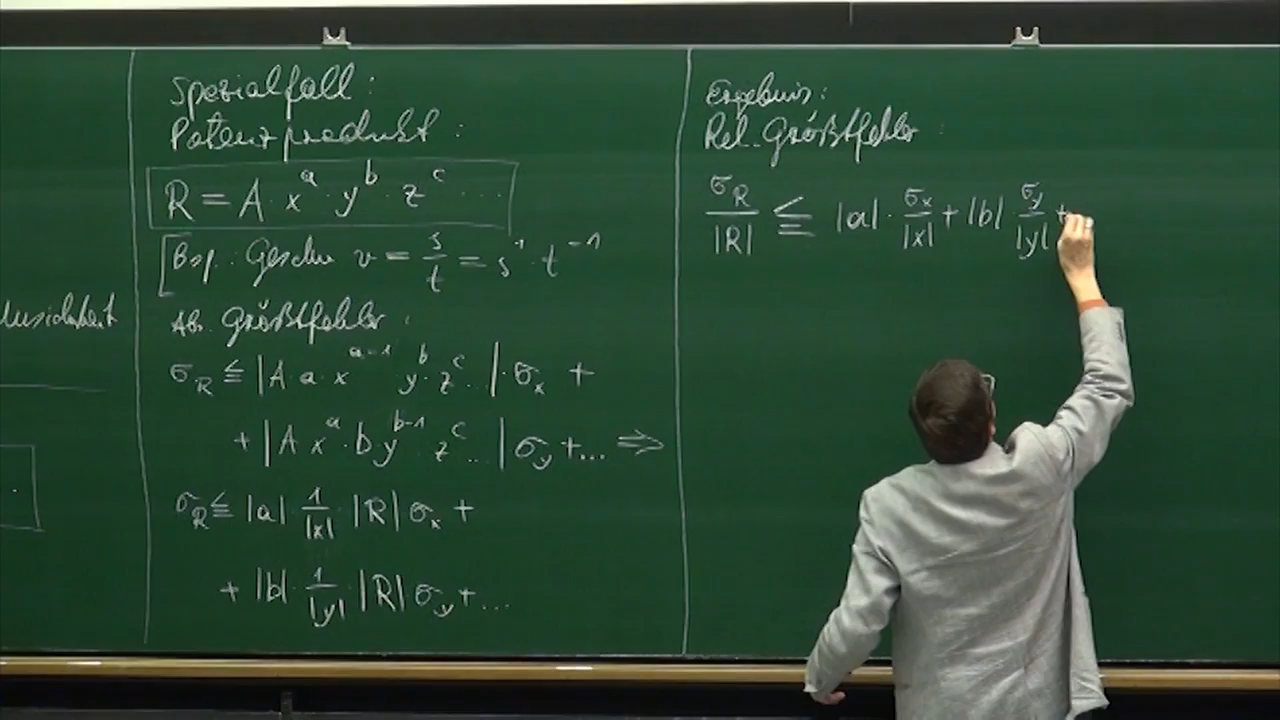 Unsicherheit
Spezialfall :
Potenzprodukt :
R = A · x^a · y^b · z^c ...
[Bsp.: Geschw v = s/t = s^1 · t^-1
Abs. Größtfehler :
σ_R ≦ |A a x^(a-1) y^b · z^c ..| · σ_x +
+ |A x^a · b y^(b-1) z^c ..| σ_y + ... ⇒
σ_R ≦ |a| 1/|x| · |R| σ_x +
+ |b| · 1/|y| · |R| σ_y + ...
Ergebnis :
Rel. Größtfehler :
σ_R/|R| ≦ |a| · σ_x/|x| + |b| σ_y/|y| +